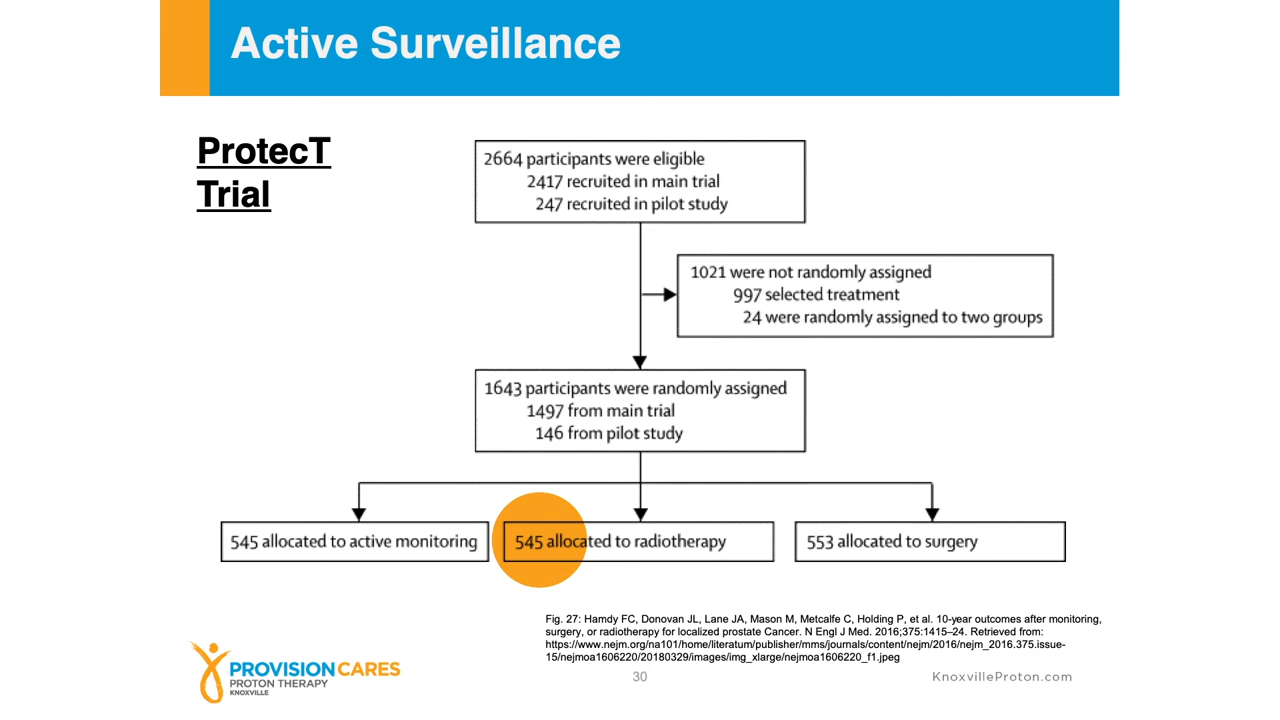 Active Surveillance
ProtecT
Trial
2664 participants were eligible
2417 recruited in main trial
247 recruited in pilot study
1021 were not randomly assigned
997 selected treatment
24 were randomly assigned to two groups
1643 participants were randomly assigned
1497 from main trial
146 from pilot study
545 allocated to active monitoring
545 allocated to radiotherapy
553 allocated to surgery
Fig. 27: Hamdy FC, Donovan JL, Lane JA, Mason M, Metcalfe C, Holding P, et al. 10-year outcomes after monitoring,
surgery, or radiotherapy for localized prostate Cancer. N Engl J Med. 2016;375:1415–24. Retrieved from:
https://www.nejm.org/na101/home/literatum/publisher/mms/journals/content/nejm/2016/nejm_2016.375.issue-
15/nejmoa1606220/20180329/images/img_xlarge/nejmoa1606220_f1.jpeg
PROVISION CARES
PROTON THERAPY
KNOXVILLE
30
KnoxvilleProton.com